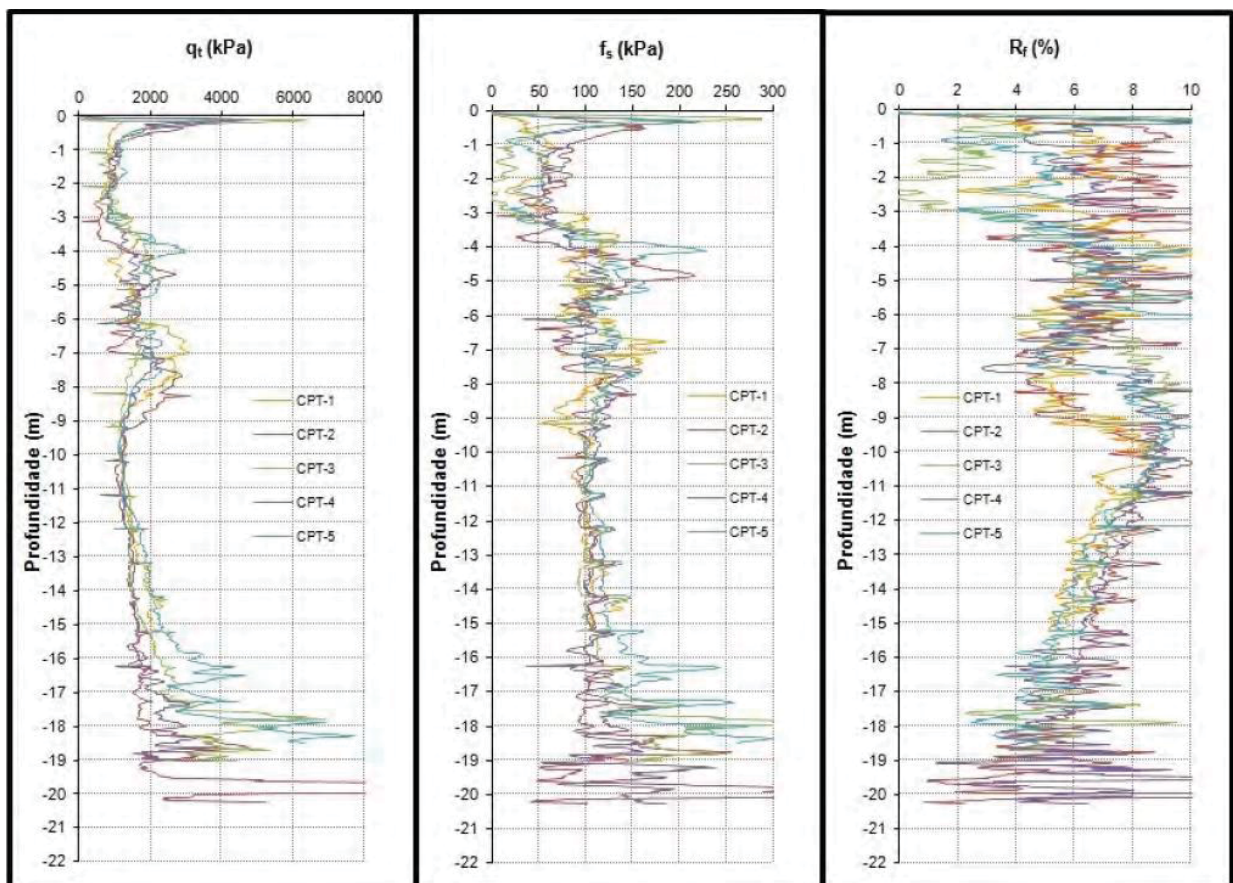 qt (kPa)
0 2000 4000 6000 8000
0
-1
-2
-3
-4
-5
-6
-7
-8
-9
-10
-11
-12
-13
-14
-15
-16
-17
-18
-19
-20
-21
-22
Profundidade (m)
CPT-1
CPT-2
CPT-3
CPT-4
CPT-5
fs (kPa)
0 50 100 150 200 250 300
0
-1
-2
-3
-4
-5
-6
-7
-8
-9
-10
-11
-12
-13
-14
-15
-16
-17
-18
-19
-20
-21
-22
Profundidade (m)
CPT-1
CPT-2
CPT-3
CPT-4
CPT-5
Rf (%)
0 2 4 6 8 10
0
-1
-2
-3
-4
-5
-6
-7
-8
-9
-10
-11
-12
-13
-14
-15
-16
-17
-18
-19
-20
-21
-22
Profundidade (m)
CPT-1
CPT-2
CPT-3
CPT-4
CPT-5